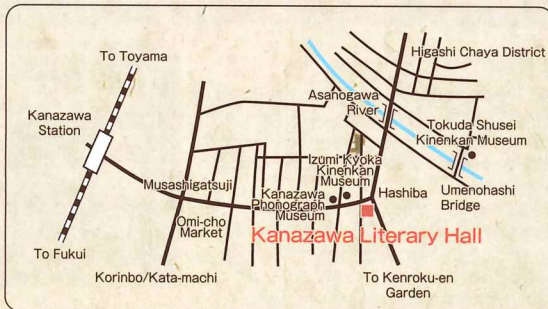 To Toyama
Higashi Chaya District
Asanogawa
River
Kanazawa
Station
Tokuda Shusei
Kinenkan Museum
Izumi Kyoka
Kinenkan
Museum
Musashigatsuji
Kanazawa
Phonograph
Museum
Hashiba
Umenohashi
Bridge
Omi-cho
Market
Kanazawa Literary Hall
To Fukui
Korinbo/Kata-machi
To Kenroku-en
Garden